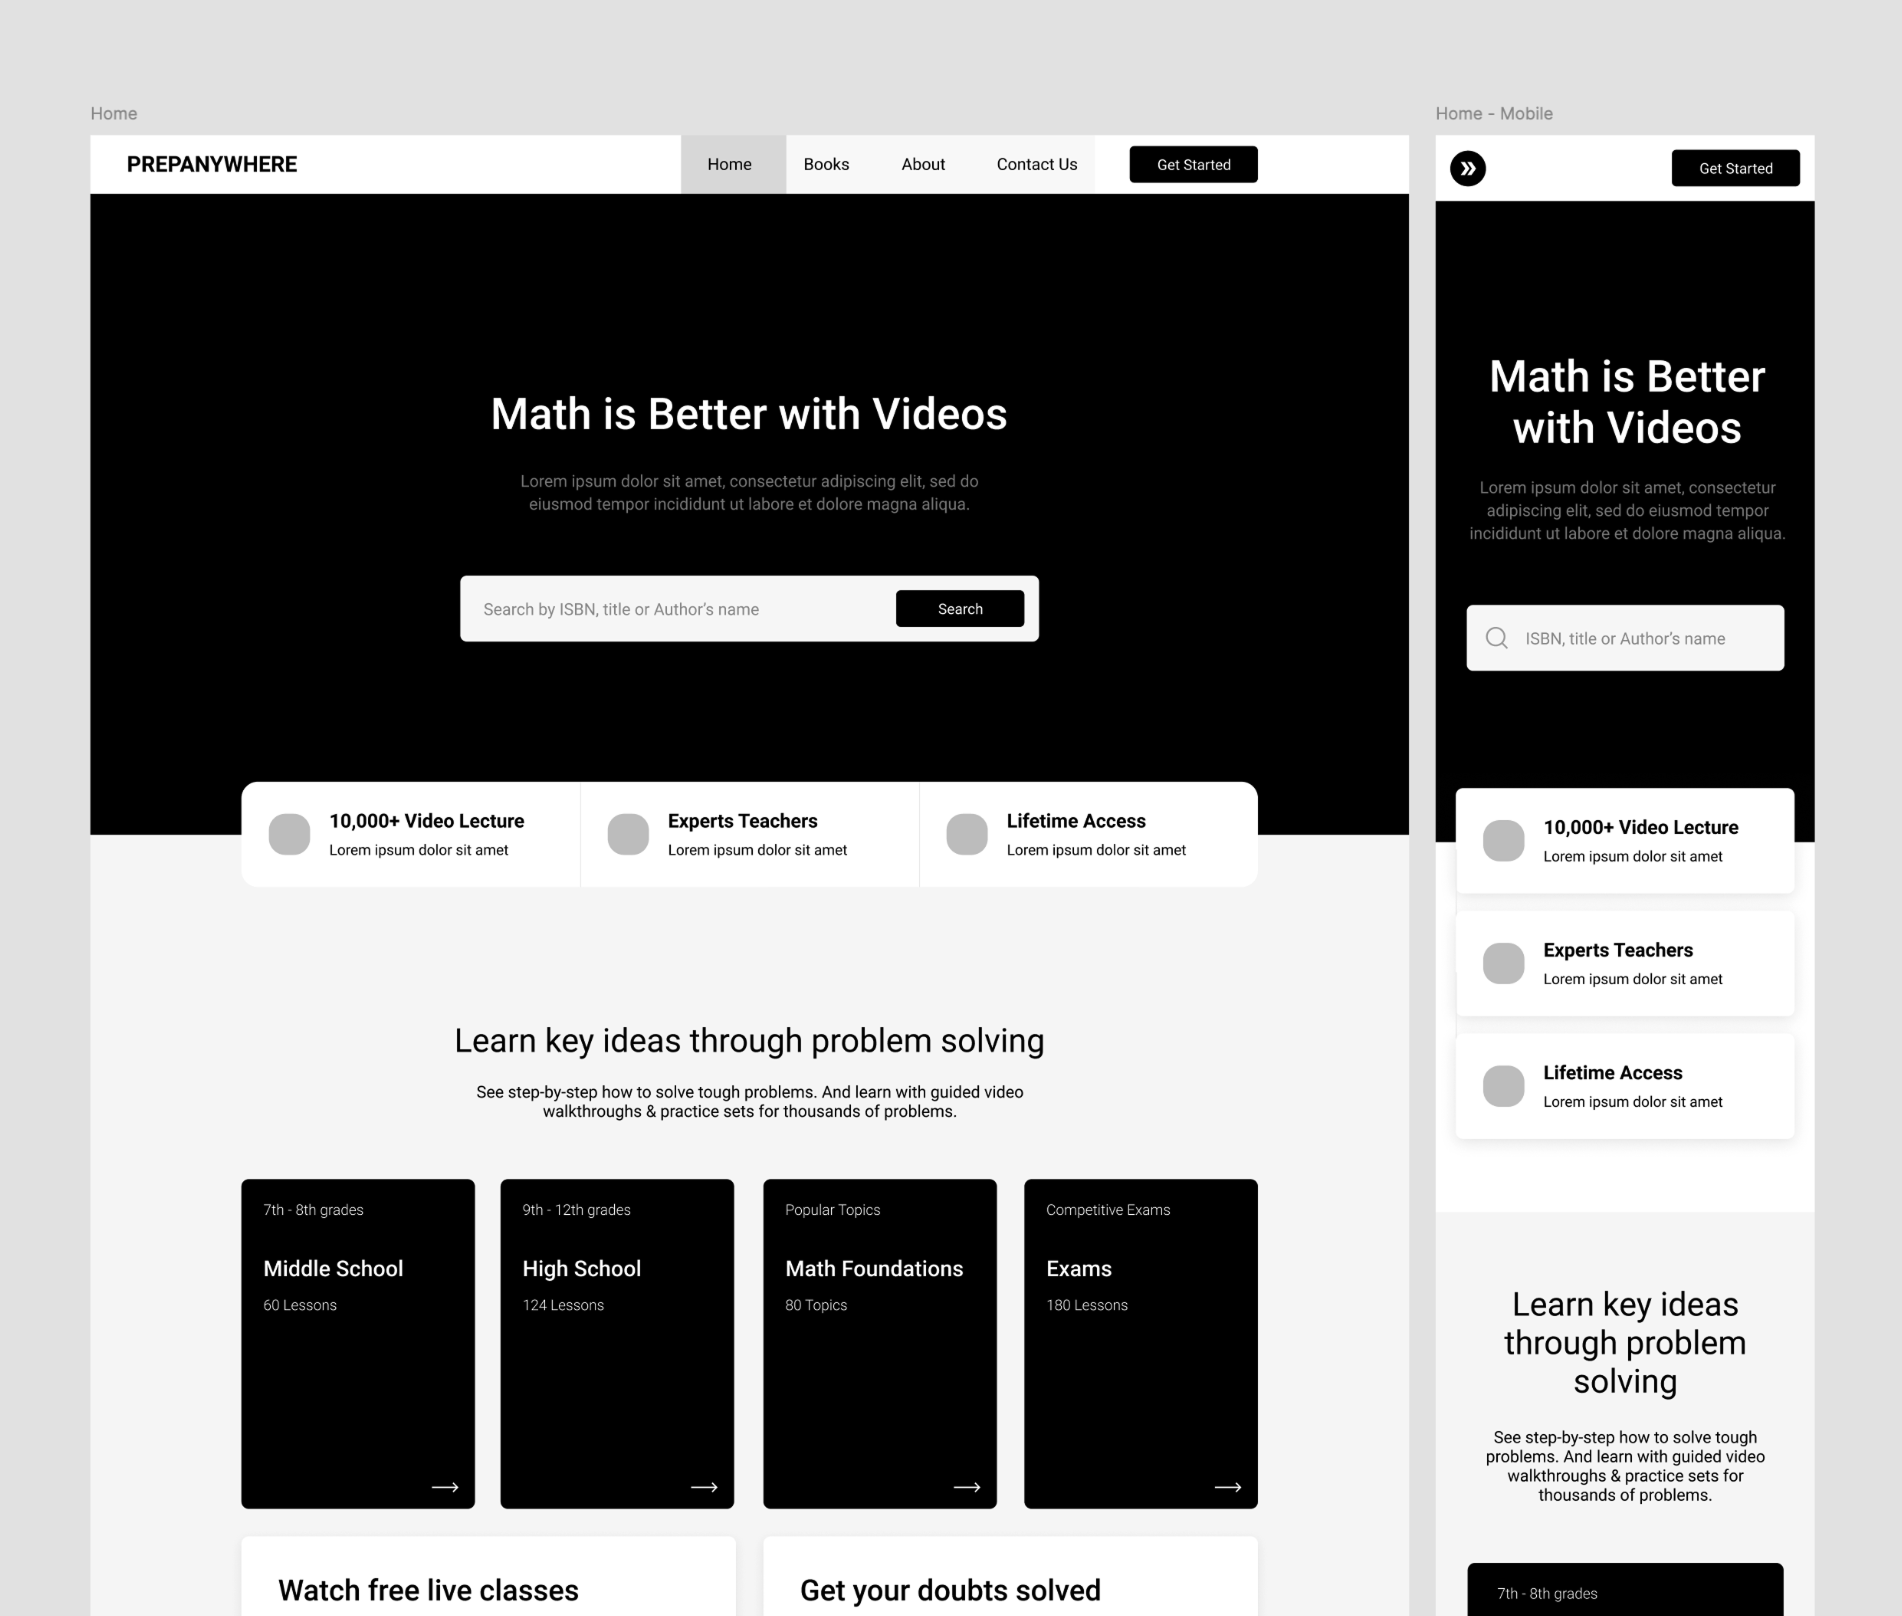 Home
PREPANYWHERE
Home
Books
About
Contact Us
Get Started
Math is Better with Videos
Lorem ipsum dolor sit amet, consectetur adipiscing elit, sed do
eiusmod tempor incididunt ut labore et dolore magna aliqua.
Search by ISBN, title or Author's name
Search
10,000+ Video Lecture
Lorem ipsum dolor sit amet
Experts Teachers
Lorem ipsum dolor sit amet
Lifetime Access
Lorem ipsum dolor sit amet
Learn key ideas through problem solving
See step-by-step how to solve tough problems. And learn with guided video
walkthroughs & practice sets for thousands of problems.
7th - 8th grades
Middle School
60 Lessons
9th - 12th grades
High School
124 Lessons
Popular Topics
Math Foundations
80 Topics
Competitive Exams
Exams
180 Lessons
Watch free live classes
Get your doubts solved
Home - Mobile
Get Started
Math is Better
with Videos
Lorem ipsum dolor sit amet, consectetur
adipiscing elit, sed do eiusmod tempor
incididunt ut labore et dolore magna aliqua.
ISBN, title or Author's name
10,000+ Video Lecture
Lorem ipsum dolor sit amet
Experts Teachers
Lorem ipsum dolor sit amet
Lifetime Access
Lorem ipsum dolor sit amet
Learn key ideas
through problem
solving
See step-by-step how to solve tough
problems. And learn with guided video
walkthroughs & practice sets for
thousands of problems.
7th - 8th grades